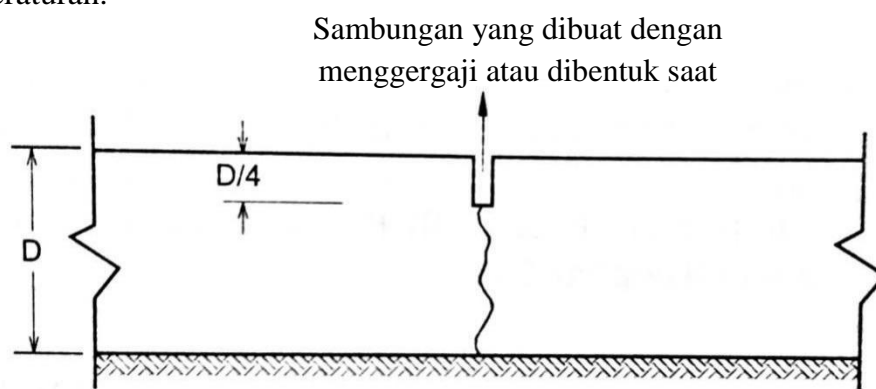 Sambungan yang dibuat dengan
menggergaji atau dibentuk saat
D/4
D